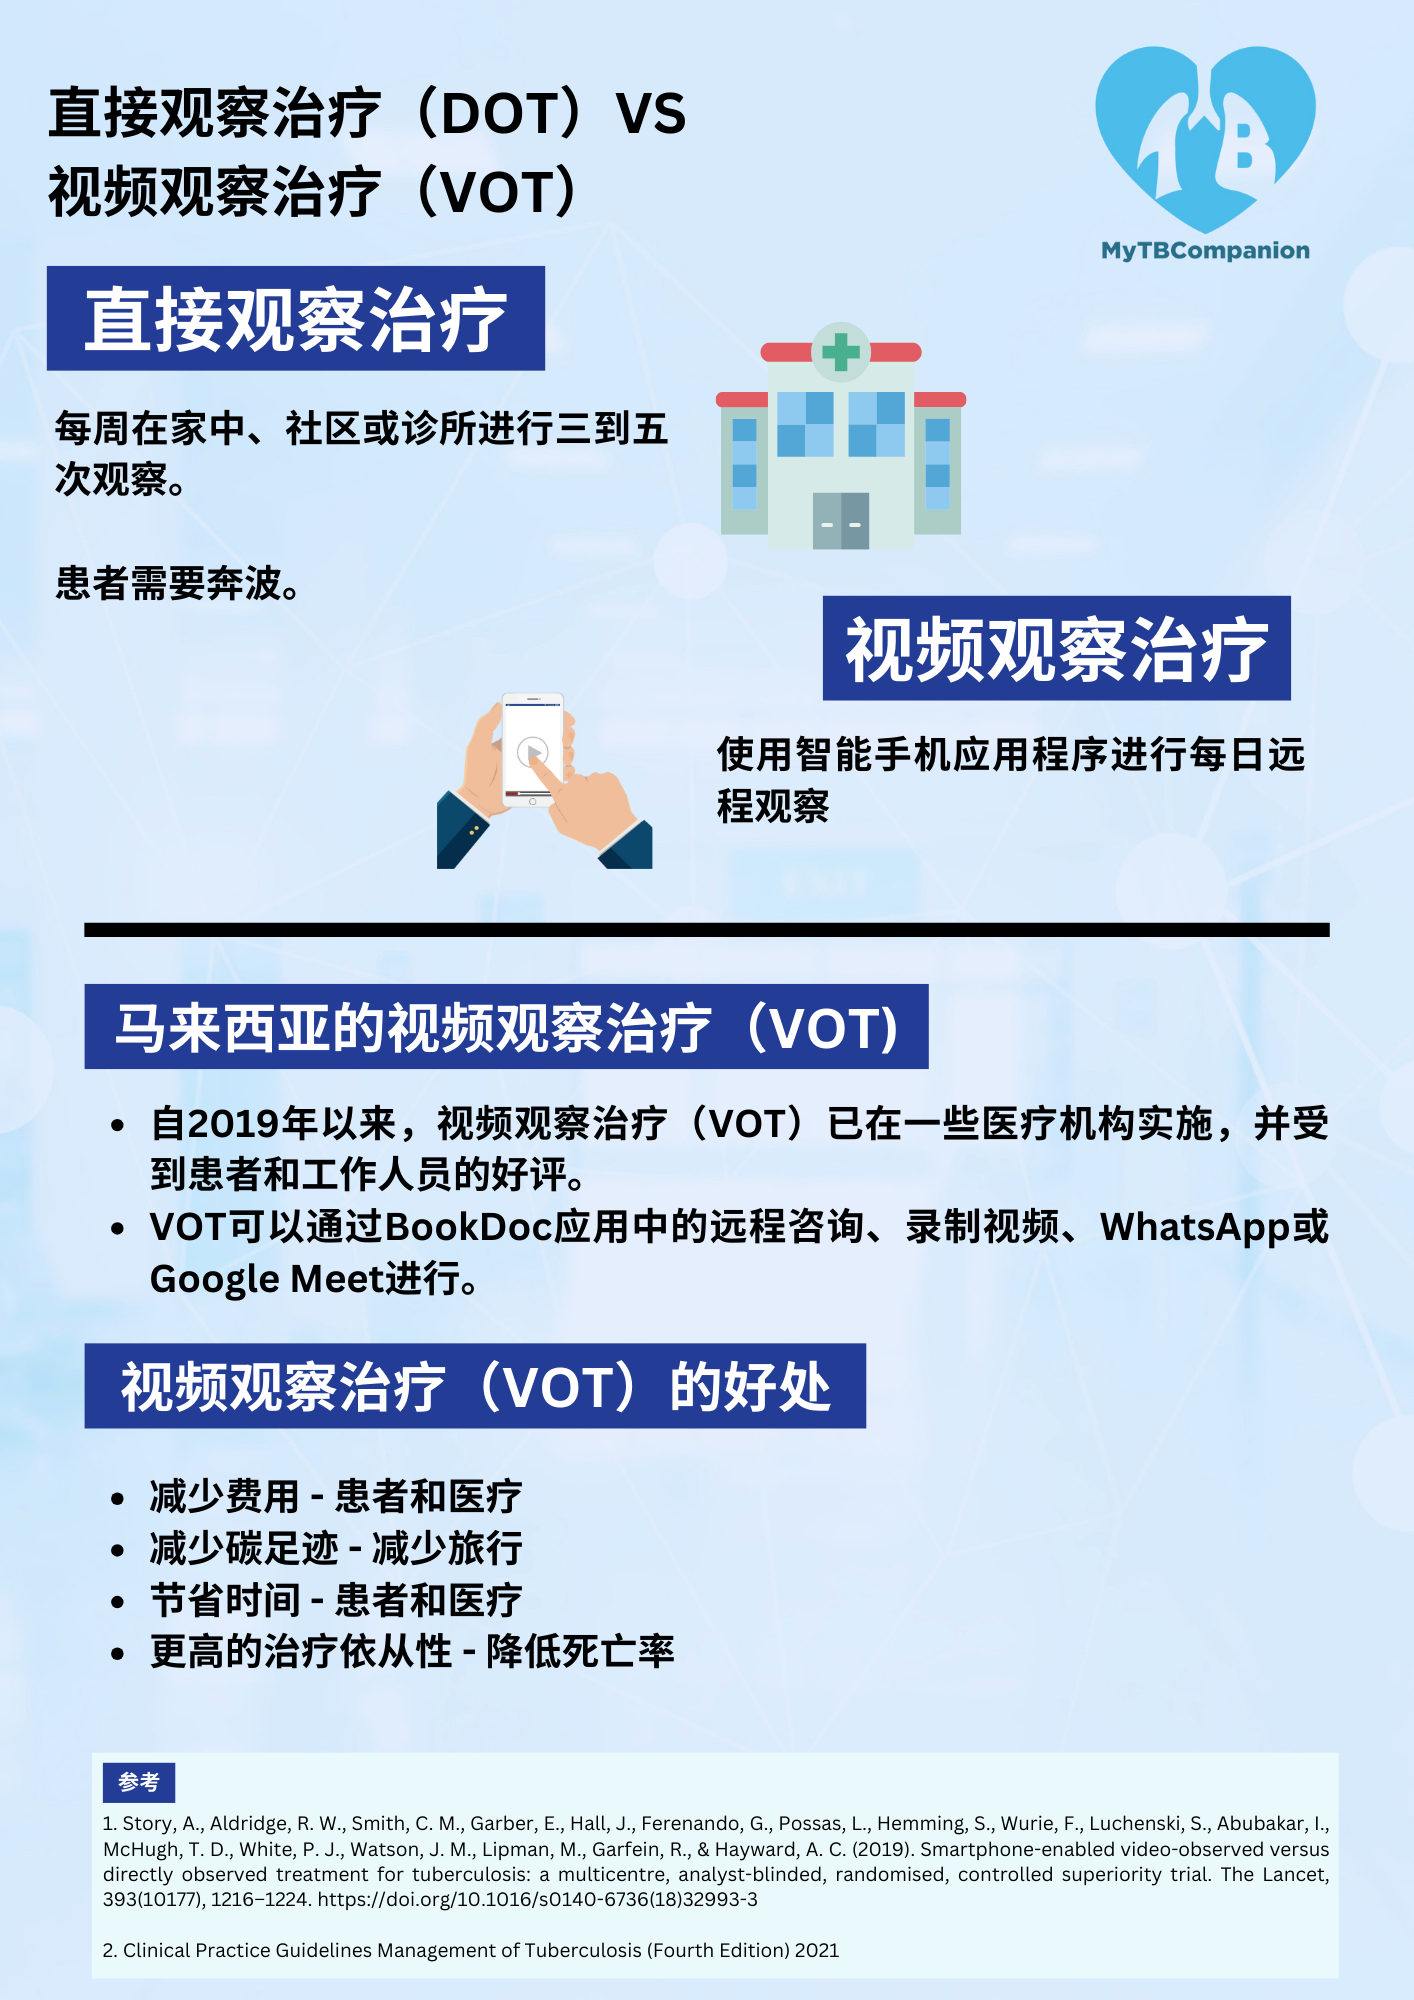 直接观察治疗（DOT）VS
视频观察治疗（VOT）
MyTBCompanion
直接观察治疗
每周在家中、社区或诊所进行三到五
次观察。
患者需要奔波。
视频观察治疗
使用智能手机应用程序进行每日远
程观察
马来西亚的视频观察治疗（VOT)
• 自2019年以来，视频观察治疗（VOT）已在一些医疗机构实施，并受
到患者和工作人员的好评。
• VOT可以通过BookDoc应用中的远程咨询、录制视频、WhatsApp或
Google Meet进行。
视频观察治疗（VOT）的好处
• 减少费用 - 患者和医疗
• 减少碳足迹 - 减少旅行
• 节省时间 - 患者和医疗
• 更高的治疗依从性 - 降低死亡率
参考
1. Story, A., Aldridge, R. W., Smith, C. M., Garber, E., Hall, J., Ferenando, G., Possas, L., Hemming, S., Wurie, F., Luchenski, S., Abubakar, I.,
McHugh, T. D., White, P. J., Watson, J. M., Lipman, M., Garfein, R., & Hayward, A. C. (2019). Smartphone-enabled video-observed versus
directly observed treatment for tuberculosis: a multicentre, analyst-blinded, randomised, controlled superiority trial. The Lancet,
393(10177), 1216–1224. https://doi.org/10.1016/s0140-6736(18)32993-3
2. Clinical Practice Guidelines Management of Tuberculosis (Fourth Edition) 2021